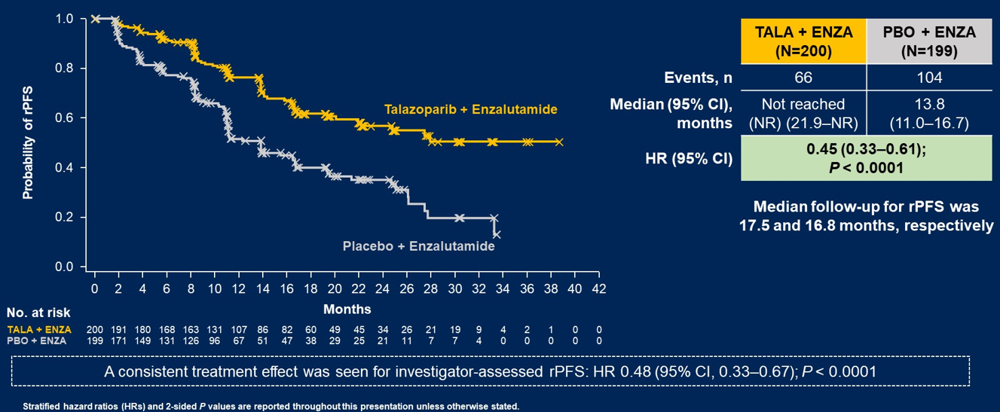 1.0
0.8
0.6
0.4
0.2
0.0
Probability of rPFS
Talazoparib + Enzalutamide
Placebo + Enzalutamide
0 2 4 6 8 10 12 14 16 18 20 22 24 26 28 30 32 34 36 38 40 42
Months
No. at risk
TALA + ENZA 200 191 180 168 163 131 107 86 82 60 49 45 34 26 21 19 9 4 2 1 0 0
PBO + ENZA 199 171 149 131 126 96 67 51 47 38 29 25 21 11 7 7 4 0 0 0 0 0
TALA + ENZA PBO + ENZA
(N=200) (N=199)
Events, n 66 104
Median (95% CI), Not reached 13.8
months (NR) (21.9–NR) (11.0–16.7)
HR (95% CI) 0.45 (0.33–0.61);
P < 0.0001
Median follow-up for rPFS was
17.5 and 16.8 months, respectively
A consistent treatment effect was seen for investigator-assessed rPFS: HR 0.48 (95% CI, 0.33–0.67); P < 0.0001
Stratified hazard ratios (HRs) and 2-sided P values are reported throughout this presentation unless otherwise stated.